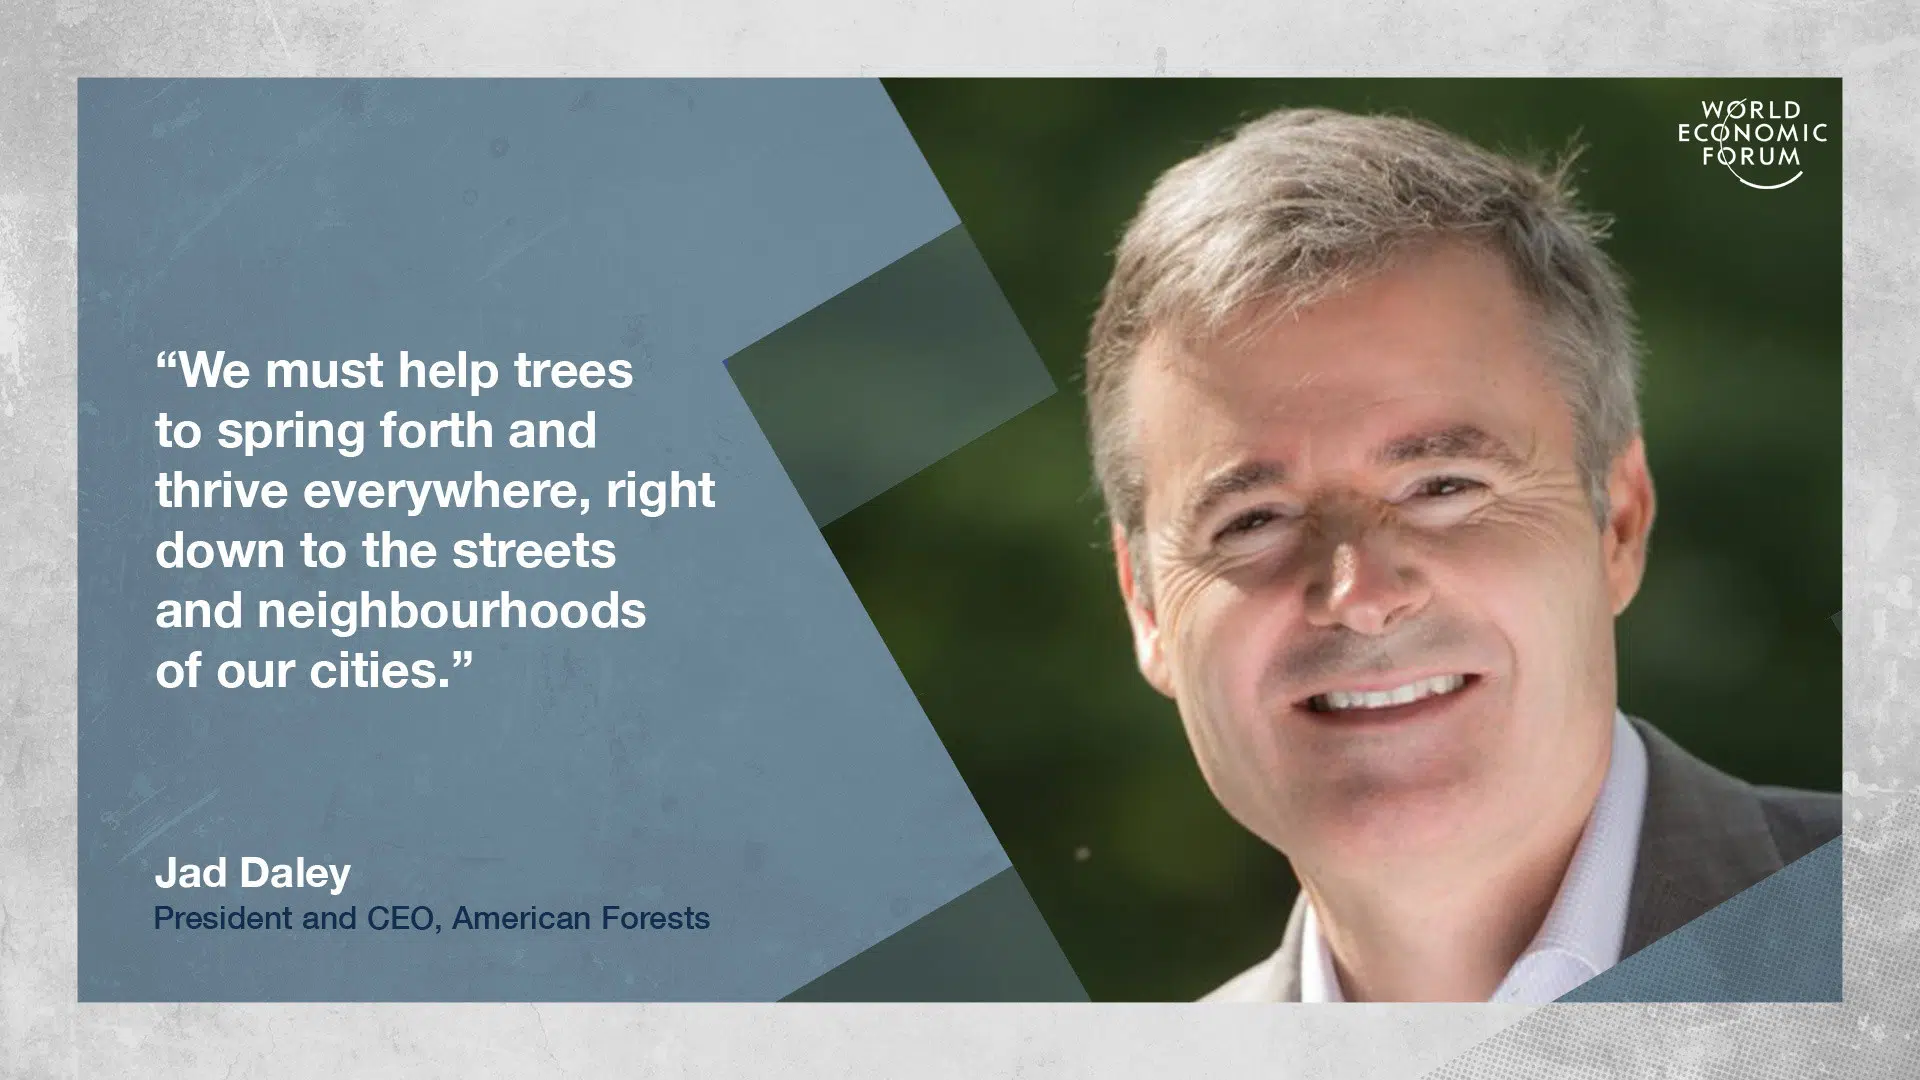 WORLD
ECONOMIC
FORUM
“We must help trees
to spring forth and
thrive everywhere, right
down to the streets
and neighbourhoods
of our cities.”
Jad Daley
President and CEO, American Forests